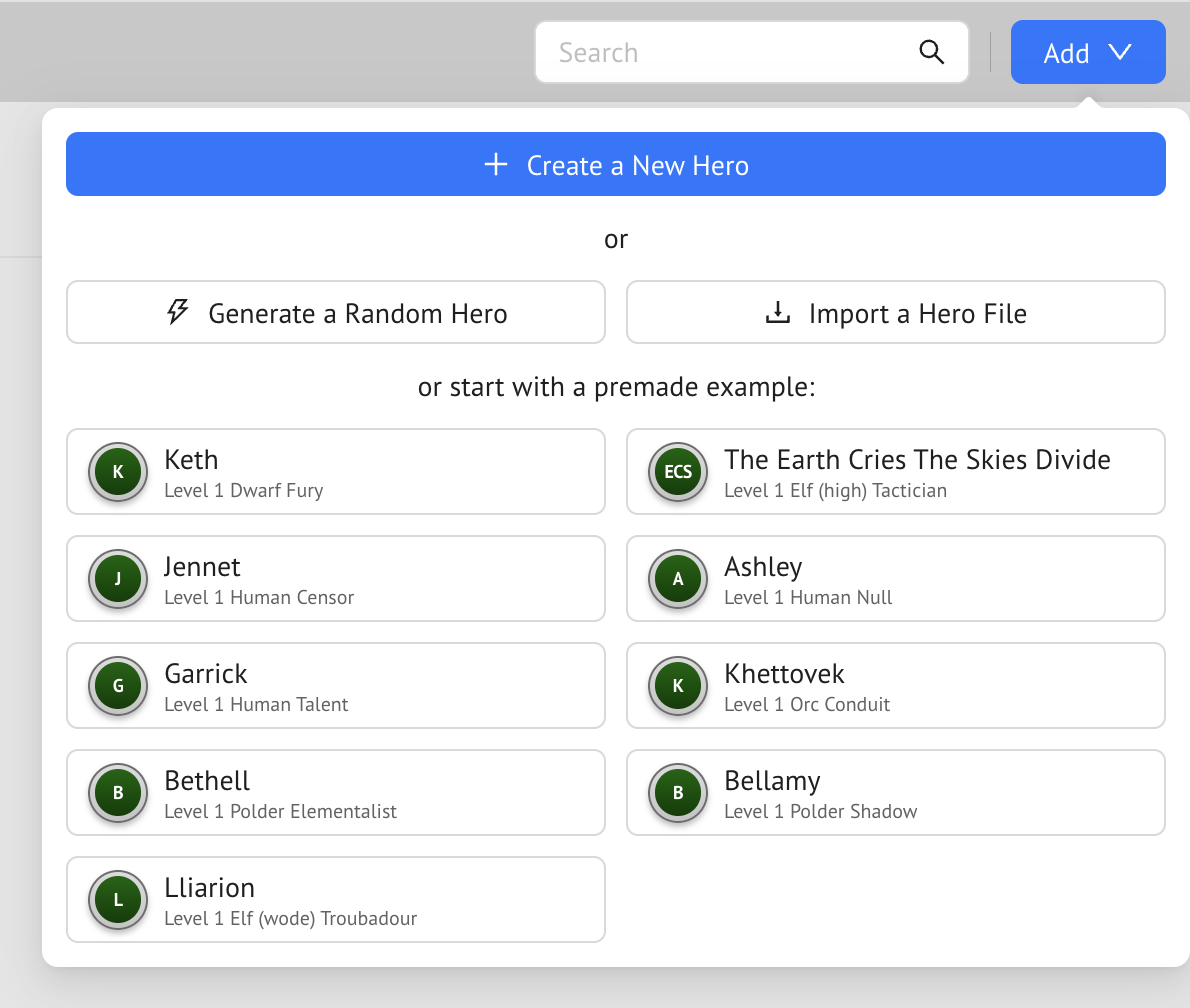 Search
Add
Create a New Hero
or
Generate a Random Hero
Import a Hero File
or start with a premade example:
K
Keth
Level 1 Dwarf Fury
ECS
The Earth Cries The Skies Divide
Level 1 Elf (high) Tactician
J
Jennet
Level 1 Human Censor
A
Ashley
Level 1 Human Null
G
Garrick
Level 1 Human Talent
K
Khettovek
Level 1 Orc Conduit
B
Bethell
Level 1 Polder Elementalist
B
Bellamy
Level 1 Polder Shadow
L
Lliarion
Level 1 Elf (wode) Troubadour